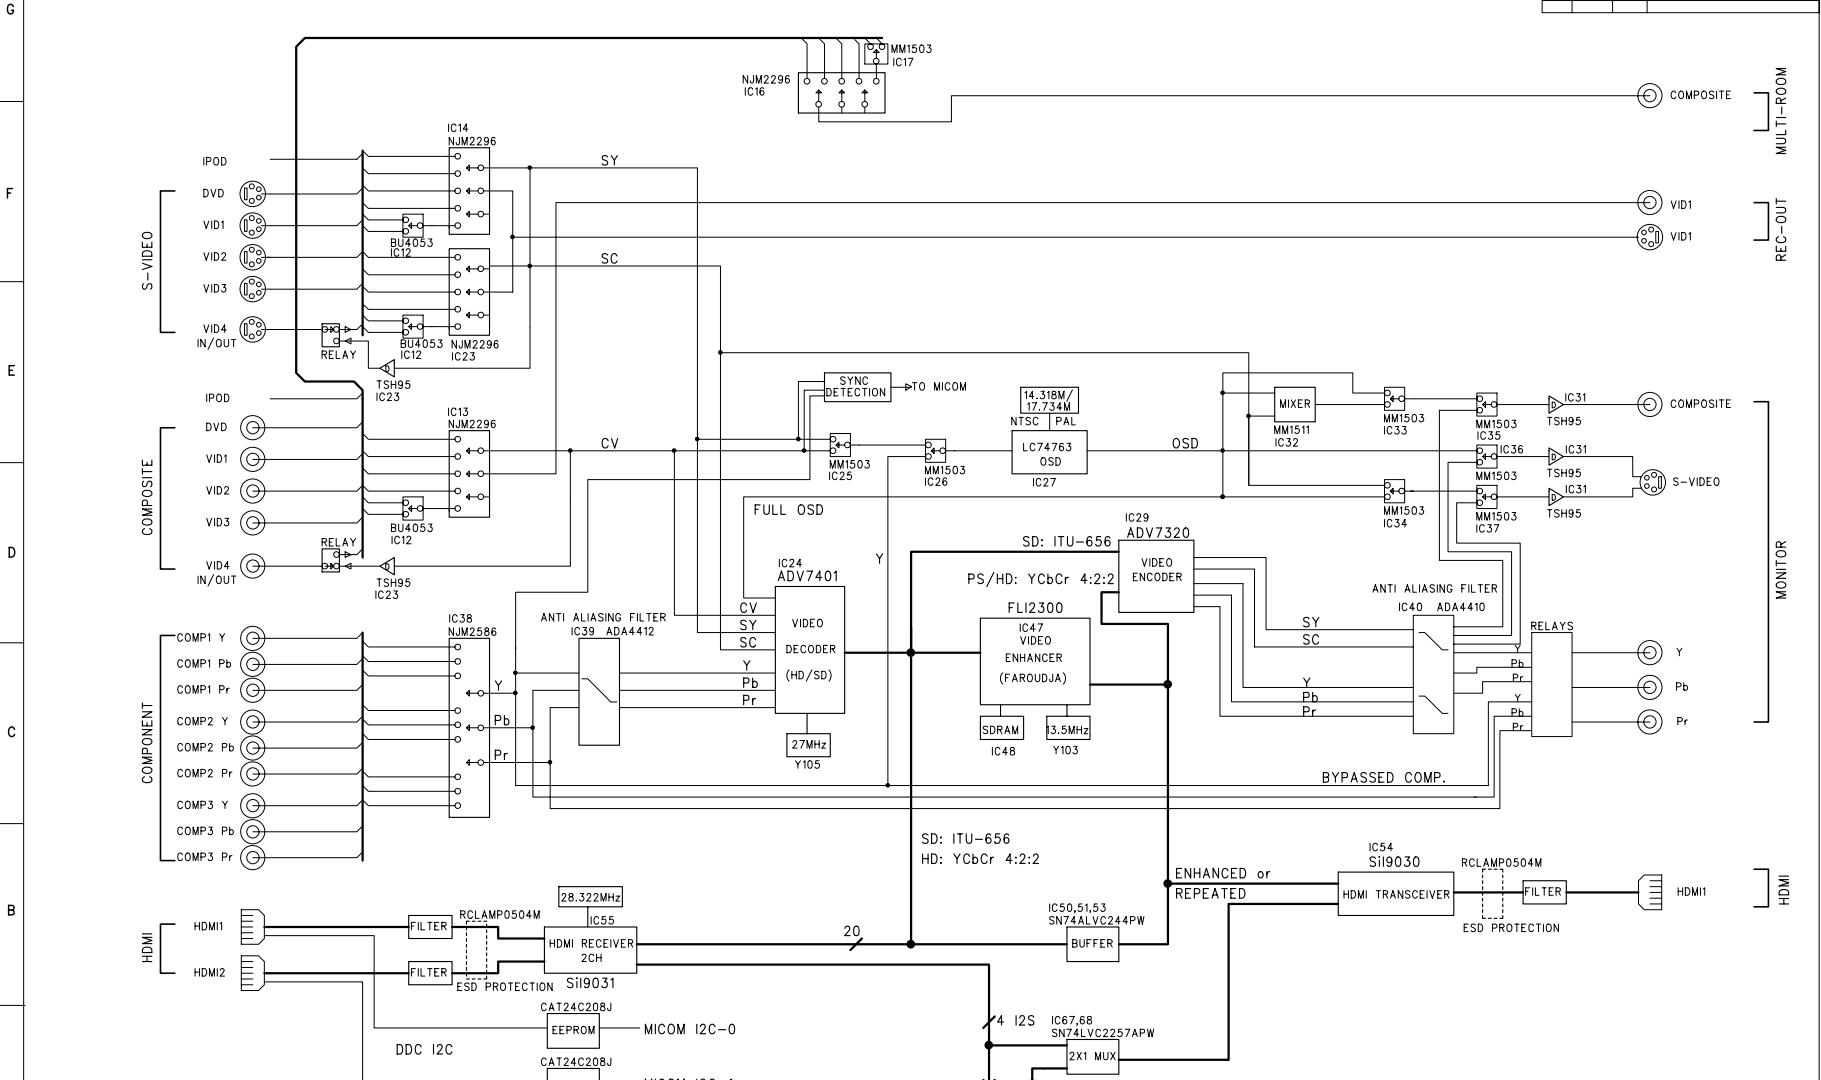 G
MM1503
IC17
NJM2296
IC16
COMPOSITE
MULTI-ROOM
IC14
NJM2296
IPOD
SY
F
DVD
VID1
VID1
BU4053
IC12
VID1
REC-OUT
S-VIDEO
VID2
SC
VID3
VID4
IN/OUT
RELAY
BU4053
IC12
NJM2296
IC23
E
TSH95
IC23
SYNC
DETECTION
TO MICOM
14.318M/
17.734M
NTSC
PAL
IPOD
MIXER
MM1511
IC32
MM1503
IC33
MM1503
IC35
IC31
TSH95
COMPOSITE
IC13
NJM2296
DVD
CV
VID1
MM1503
IC25
MM1503
IC26
LC74763
OSD
IC27
OSD
IC36
MM1503
IC31
TSH95
COMPOSITE
VID2
S-VIDEO
VID3
BU4053
IC12
FULL OSD
MM1503
IC34
MM1503
IC37
IC31
TSH95
D
RELAY
VID4
IN/OUT
TSH95
IC23
IC24
ADV7401
Y
SD: ITU-656
IC29
ADV7320
VIDEO
ENCODER
PS/HD: YCbCr 4:2:2
MONITOR
ANTI ALIASING FILTER
IC40
ADA4410
FLI2300
IC38
NJM2586
ANTI ALIASING FILTER
IC39
ADA4412
CV
SY
SC
VIDEO
DECODER
(HD/SD)
IC47
VIDEO
ENHANCER
(FAROUDJA)
SY
SC
RELAYS
COMP1 Y
COMP1 Pb
COMP1 Pr
Y
Pb
Pr
Y
Pb
Pr
Y
Pb
Pr
Y
Pb
Pr
Y
Pb
Pr
Y
Pb
Pr
C
COMPONENT
COMP2 Y
COMP2 Pb
COMP2 Pr
27MHz
Y105
SDRAM
IC48
13.5MHz
Y103
BYPASSED COMP.
COMP3 Y
COMP3 Pb
COMP3 Pr
SD: ITU-656
HD: YCbCr 4:2:2
ENHANCED or
REPEATED
IC54
SiI9030
HDMI TRANSCEIVER
RCLAMP0504M
FILTER
HDMI1
HDMI
ESD PROTECTION
B
28.322MHz
IC55
HDMI
HDMI1
FILTER
RCLAMP0504M
HDMI RECEIVER
2CH
SiI9031
20
IC50,51,53
SN74ALVC244PW
BUFFER
HDMI2
FILTER
ESD PROTECTION
CAT24C208J
EEPROM
MICOM I2C-0
4 I2S
IC67,68
SN74LVC2257APW
2X1 MUX
DDC I2C
CAT24C208J